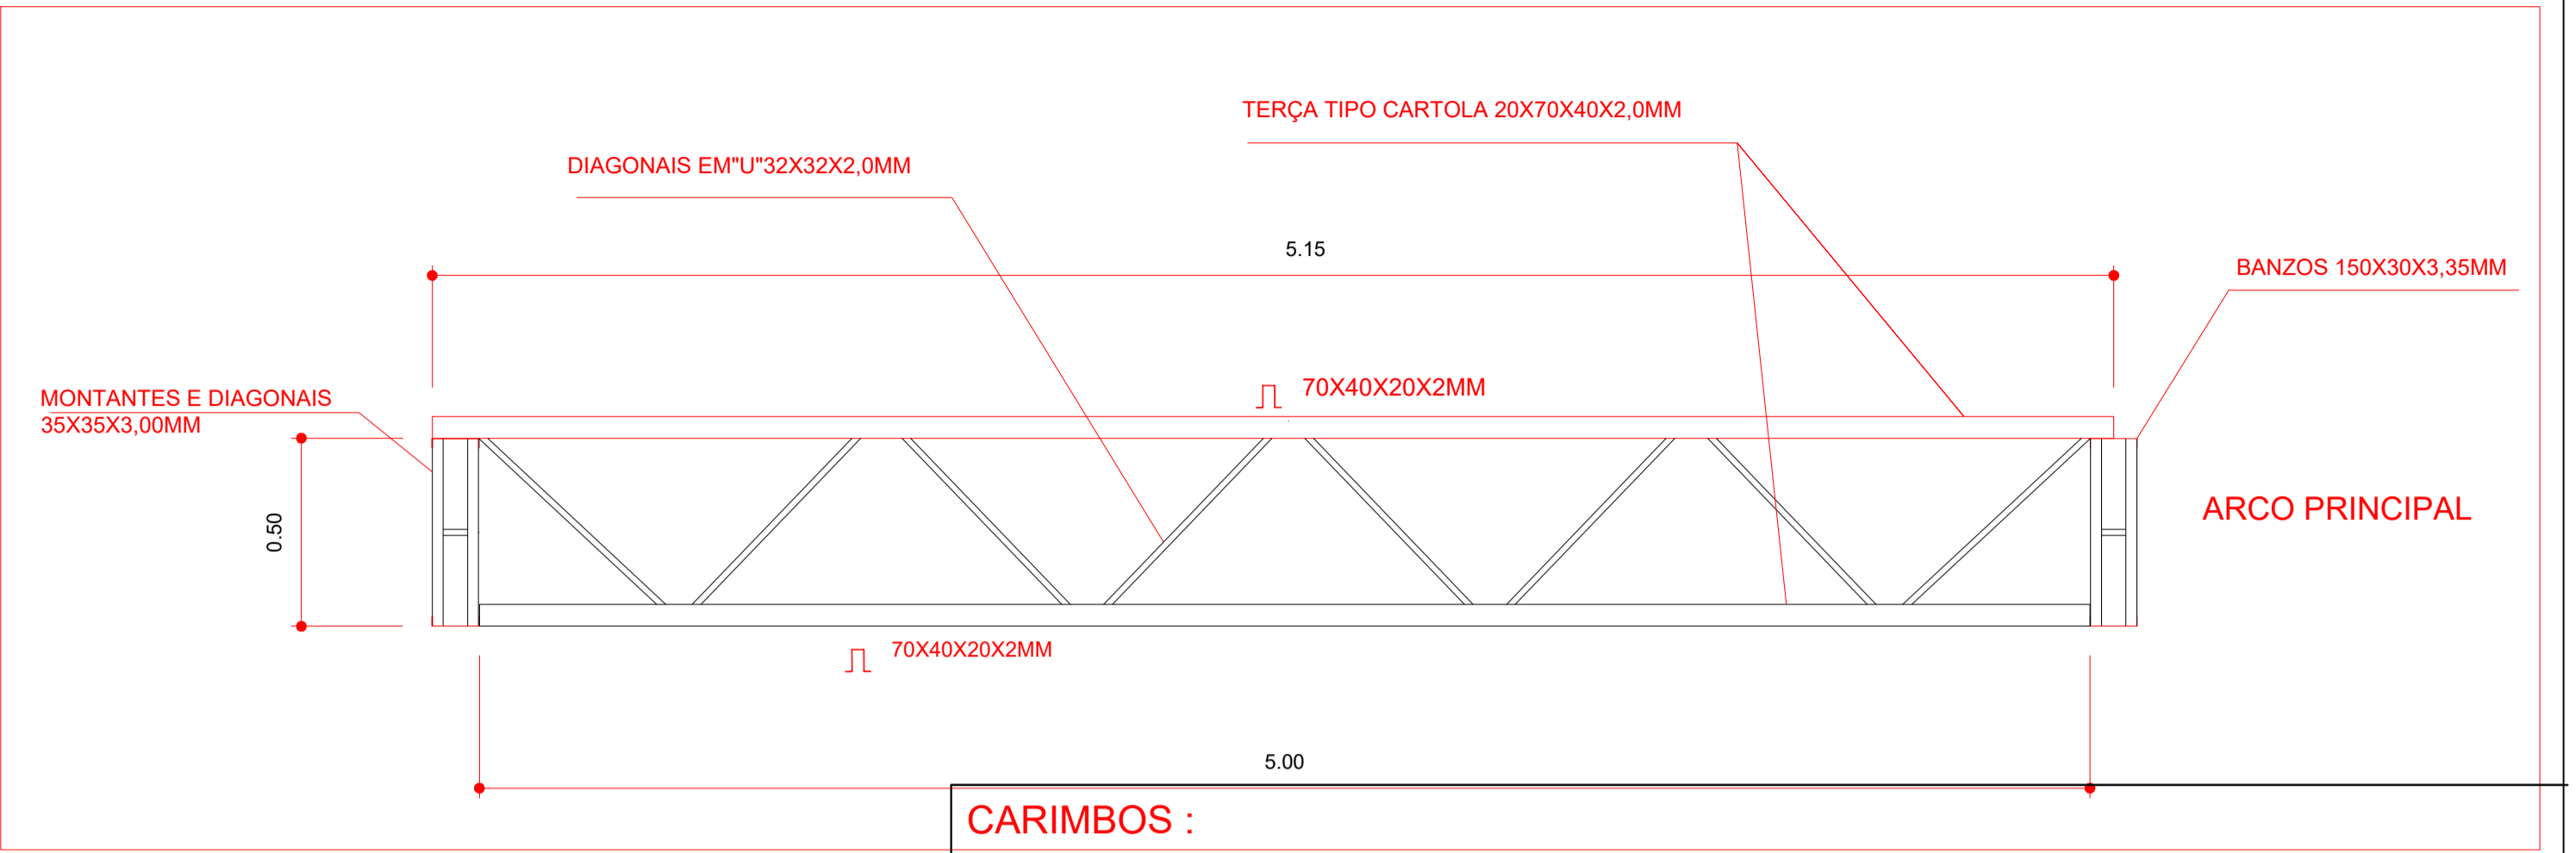 TERÇA TIPO CARTOLA 20X70X40X2,0MM
DIAGONAIS EM"U"32X32X2,0MM
5.15
BANZOS 150X30X3,35MM
70X40X20X2MM
MONTANTES E DIAGONAIS
35X35X3,00MM
0.50
ARCO PRINCIPAL
70X40X20X2MM
5.00
CARIMBOS :